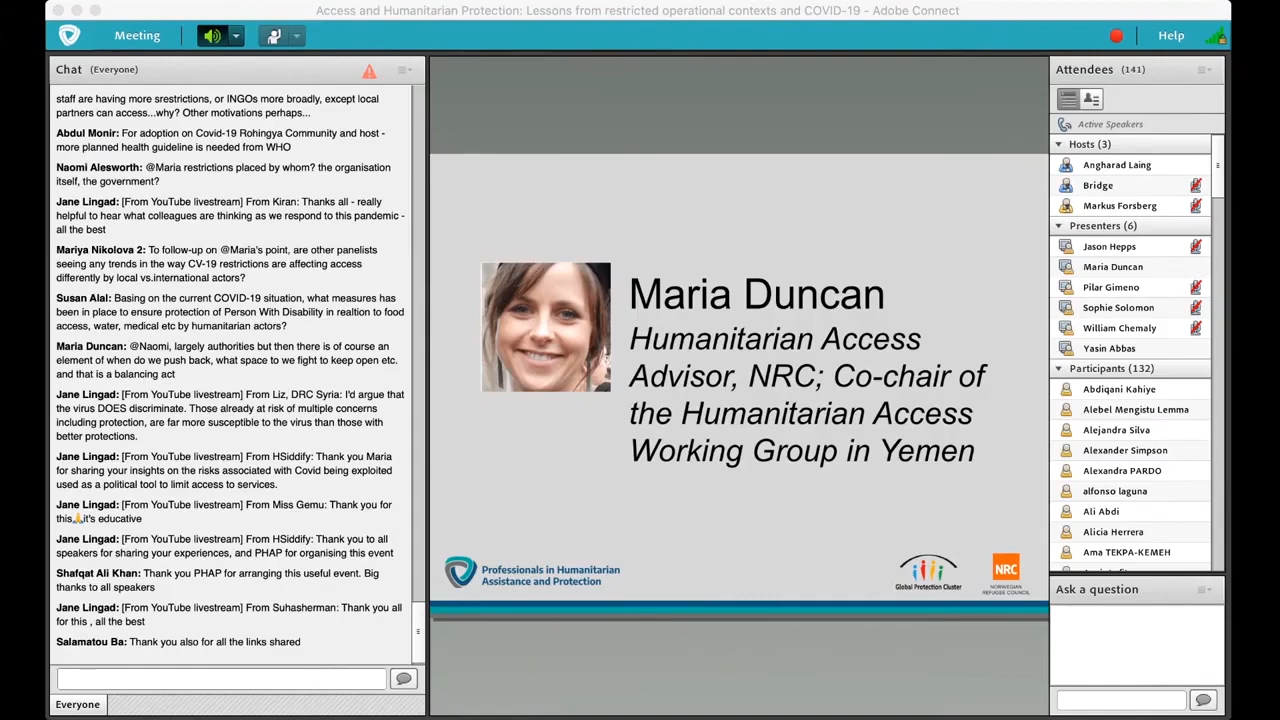 Access and Humanitarian Protection: Lessons from restricted operational contexts and COVID-19 - Adobe Connect
Meeting
Help
Chat (Everyone)
staff are having more srestrictions, or INGOs more broadly, except local
partners can access...why? Other motivations perhaps...
Abdul Monir: For adoption on Covid-19 Rohingya Community and host -
more planned health guideline is needed from WHO
Naomi Alesworth: @Maria restrictions placed by whom? the organisation
itself, the government?
Jane Lingad: [From YouTube livestream] From Kiran: Thanks all - really
helpful to hear what colleagues are thinking as we respond to this pandemic -
all the best
Mariya Nikolova 2: To follow-up on @Maria's point, are other panelists
seeing any trends in the way CV-19 restrictions are affecting access
differently by local vs.international actors?
Susan Alal: Basing on the current COVID-19 situation, what measures has
been in place to ensure protection of Person With Disability in realtion to food
access, water, medical etc by humanitarian actors?
Maria Duncan: @Naomi, largely authorities but then there is of course an
element of when do we push back, what space to we fight to keep open etc.
and that is a balancing act
Jane Lingad: [From YouTube livestream] From Liz, DRC Syria: I'd argue that
the virus DOES discriminate. Those already at risk of multiple concerns
including protection, are far more susceptible to the virus than those with
better protections.
Jane Lingad: [From YouTube livestream] From HSiddify: Thank you Maria
for sharing your insights on the risks associated with Covid being exploited
used as a political tool to limit access to services.
Jane Lingad: [From YouTube livestream] From Miss Gemu: Thank you for
this🙏it's educative
Jane Lingad: [From YouTube livestream] From HSiddify: Thank you to all
speakers for sharing your experiences, and PHAP for organising this event
Shafqat Ali Khan: Thank you PHAP for arranging this useful event. Big
thanks to all speakers
Jane Lingad: [From YouTube livestream] From Suhasherman: Thank you all
for this , all the best
Salamatou Ba: Thank you also for all the links shared
Everyone
Maria Duncan
Humanitarian Access
Advisor, NRC; Co-chair of
the Humanitarian Access
Working Group in Yemen
Professionals in Humanitarian
Assistance and Protection
Global Protection Cluster
NRC
NORWEGIAN
REFUGEE COUNCIL
Attendees (141)
Active Speakers
Hosts (3)
Angharad Laing
Bridge
Markus Forsberg
Presenters (6)
Jason Hepps
Maria Duncan
Pilar Gimeno
Sophie Solomon
William Chemaly
Yasin Abbas
Participants (132)
Abdiqani Kahiye
Alebel Mengistu Lemma
Alejandra Silva
Alexander Simpson
Alexandra PARDO
alfonso laguna
Ali Abdi
Alicia Herrera
Ama TEKPA-KEMEH
Ask a question